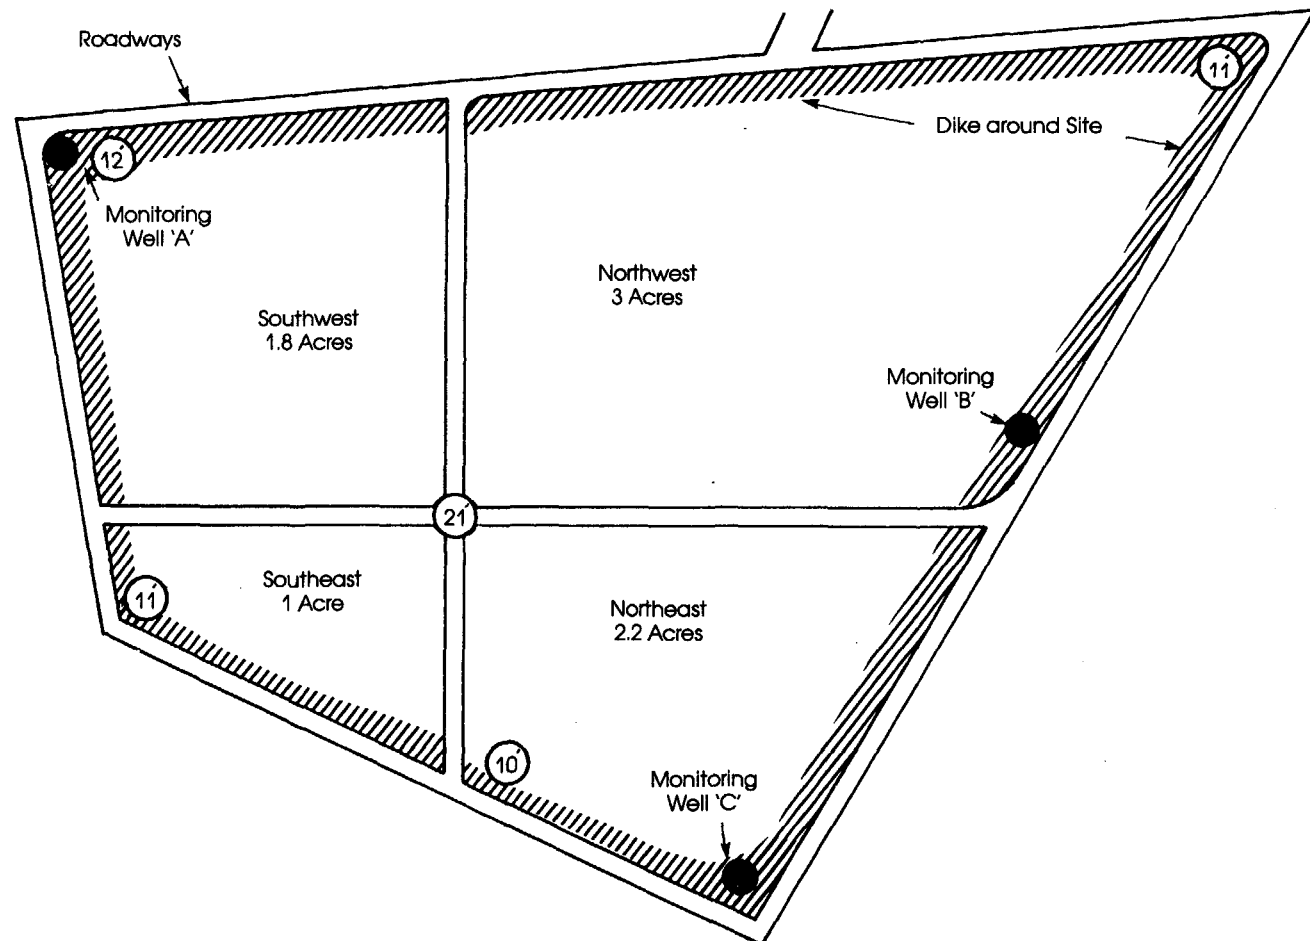 Roadways
11'
Dike around Site
12'
Monitoring
Well 'A'
Northwest
3 Acres
Southwest
1.8 Acres
Monitoring
Well 'B'
21'
Southeast
1 Acre
11'
Northeast
2.2 Acres
10'
Monitoring
Well 'C'